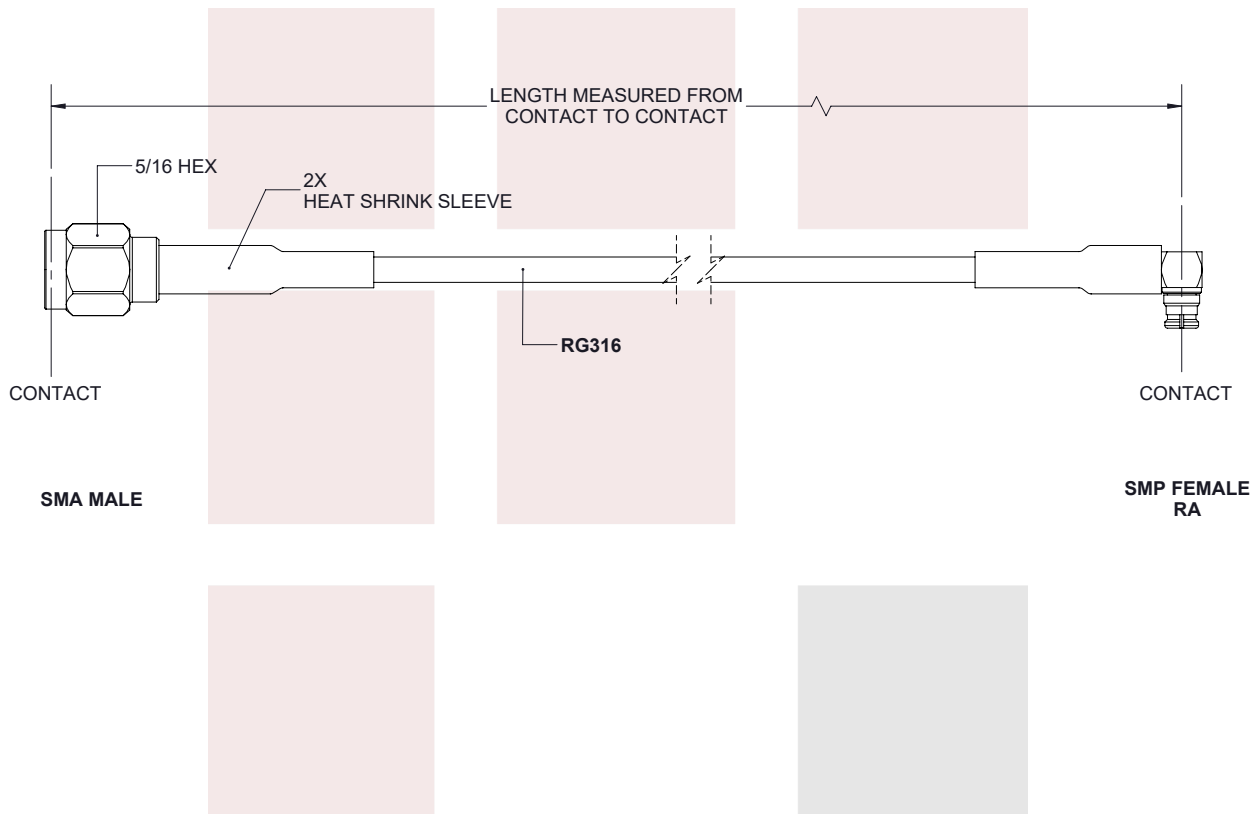 LENGTH MEASURED FROM
CONTACT TO CONTACT
5/16 HEX
2X
HEAT SHRINK SLEEVE
RG316
CONTACT
CONTACT
SMA MALE
SMP FEMALE
RA